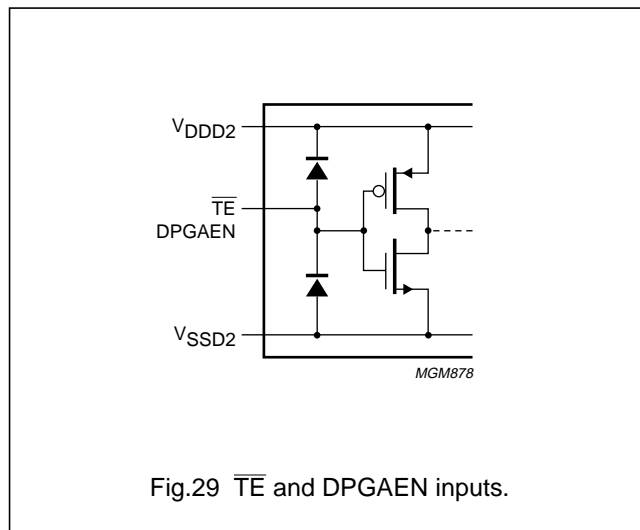 VDDD2
TE
DPGAEN
VSSD2
MGM878
Fig.29 TE and DPGAEN inputs.